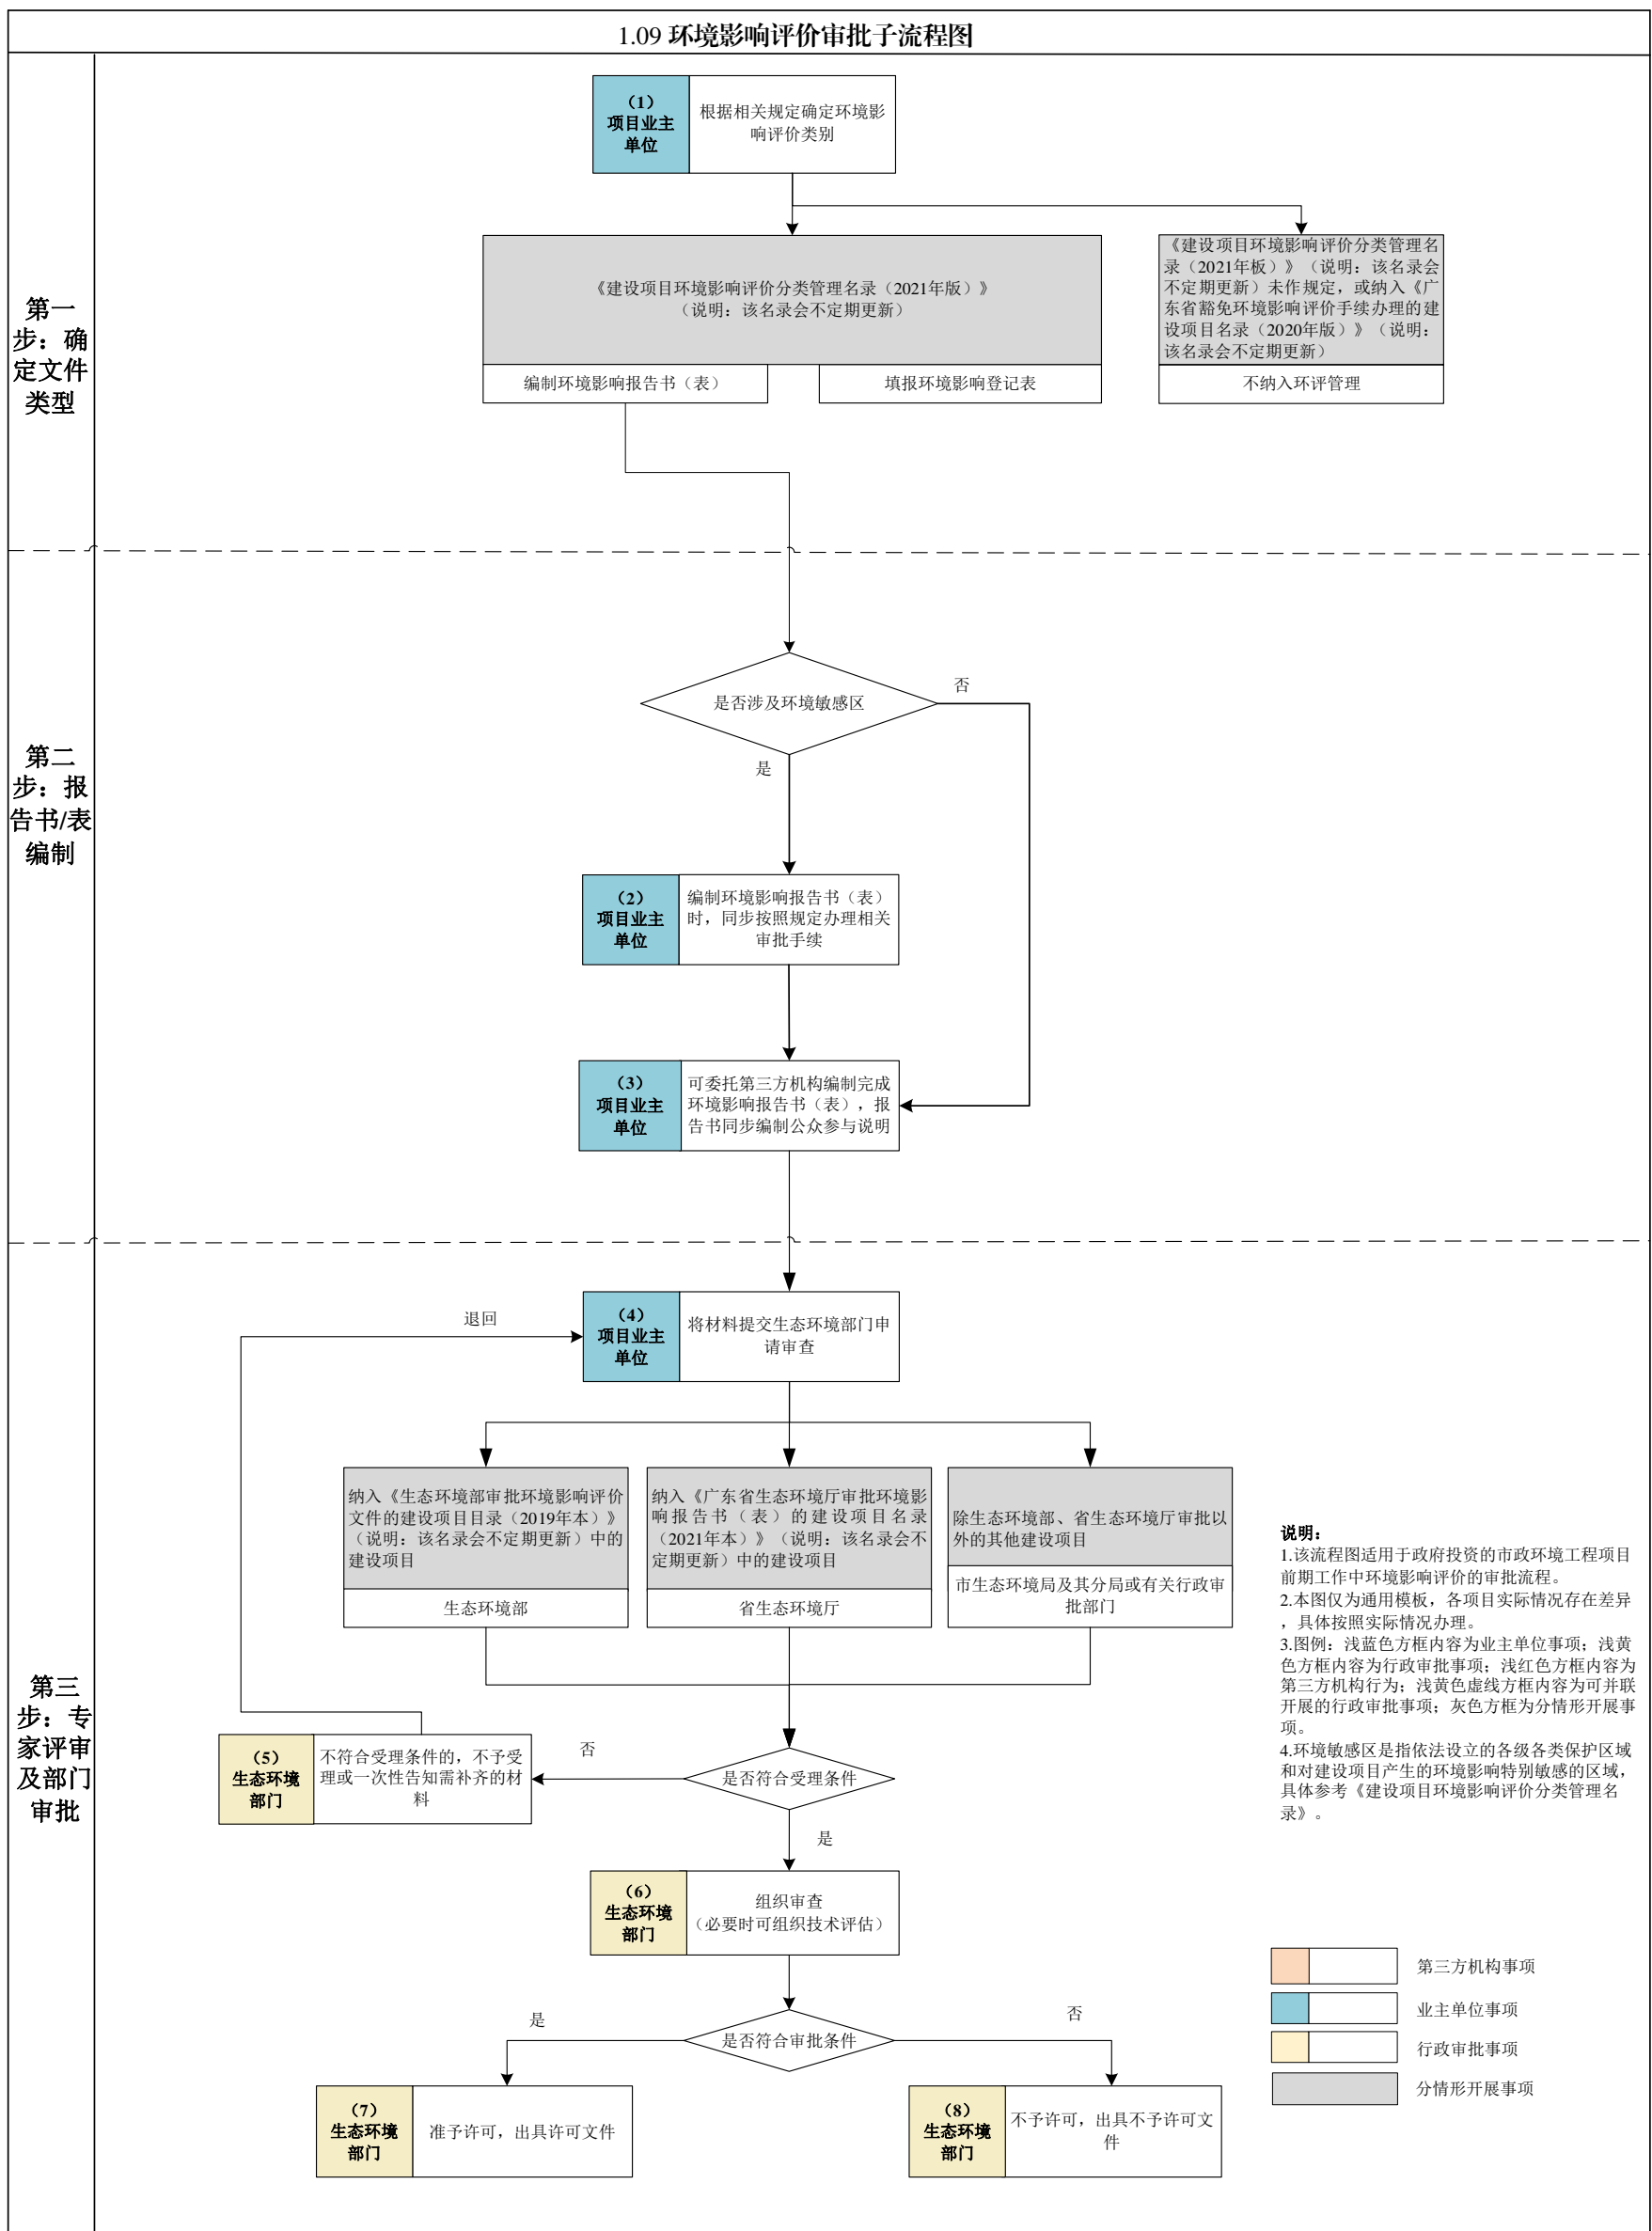 1.09 环境影响评价审批子流程图
第一
步：确
定文件
类型
（1）
项目业主
单位
根据相关规定确定环境影
响评价类别
《建设项目环境影响评价分类管理名录（2021年版）》
（说明：该名录会不定期更新）
编制环境影响报告书（表）
填报环境影响登记表
《建设项目环境影响评价分类管理名
录（2021年板）》（说明：该名录会
不定期更新）未作规定，或纳入《广
东省豁免环境影响评价手续办理的建
设项目名录（2020年版）》（说明：
该名录会不定期更新）
不纳入环评管理
第二
步：报
告书/表
编制
是否涉及环境敏感区
否
是
（2）
项目业主
单位
编制环境影响报告书（表）
时，同步按照规定办理相关
审批手续
（3）
项目业主
单位
可委托第三方机构编制完成
环境影响报告书（表），报
告书同步编制公众参与说明
第三
步：专
家评审
及部门
审批
退回
（4）
项目业主
单位
将材料提交生态环境部门申
请审查
纳入《生态环境部审批环境影响评价
文件的建设项目目录（2019年本）》
（说明：该名录会不定期更新）中的
建设项目
生态环境部
纳入《广东省生态环境厅审批环境影
响报告书（表）的建设项目名录
（2021年本）》（说明：该名录会不
定期更新）中的建设项目
省生态环境厅
除生态环境部、省生态环境厅审批以
外的其他建设项目
市生态环境局及其分局或有关行政审
批部门
（5）
生态环境
部门
不符合受理条件的，不予受
理或一次性告知需补齐的材
料
否
是否符合受理条件
是
（6）
生态环境
部门
组织审查
（必要时可组织技术评估）
是
是否符合审批条件
否
（7）
生态环境
部门
准予许可，出具许可文件
（8）
生态环境
部门
不予许可，出具不予许可文
件
说明：
1.该流程图适用于政府投资的市政环境工程项目
前期工作中环境影响评价的审批流程。
2.本图仅为通用模板，各项目实际情况存在差异
，具体按照实际情况办理。
3.图例：浅蓝色方框内容为业主单位事项；浅黄
色方框内容为行政审批事项；浅红色方框内容为
第三方机构行为；浅黄色虚线方框内容为可并联
开展的行政审批事项；灰色方框为分情形开展事
项。
4.环境敏感区是指依法设立的各级各类保护区域
和对建设项目产生的环境影响特别敏感的区域，
具体参考《建设项目环境影响评价分类管理名
录》。
第三方机构事项
业主单位事项
行政审批事项
分情形开展事项